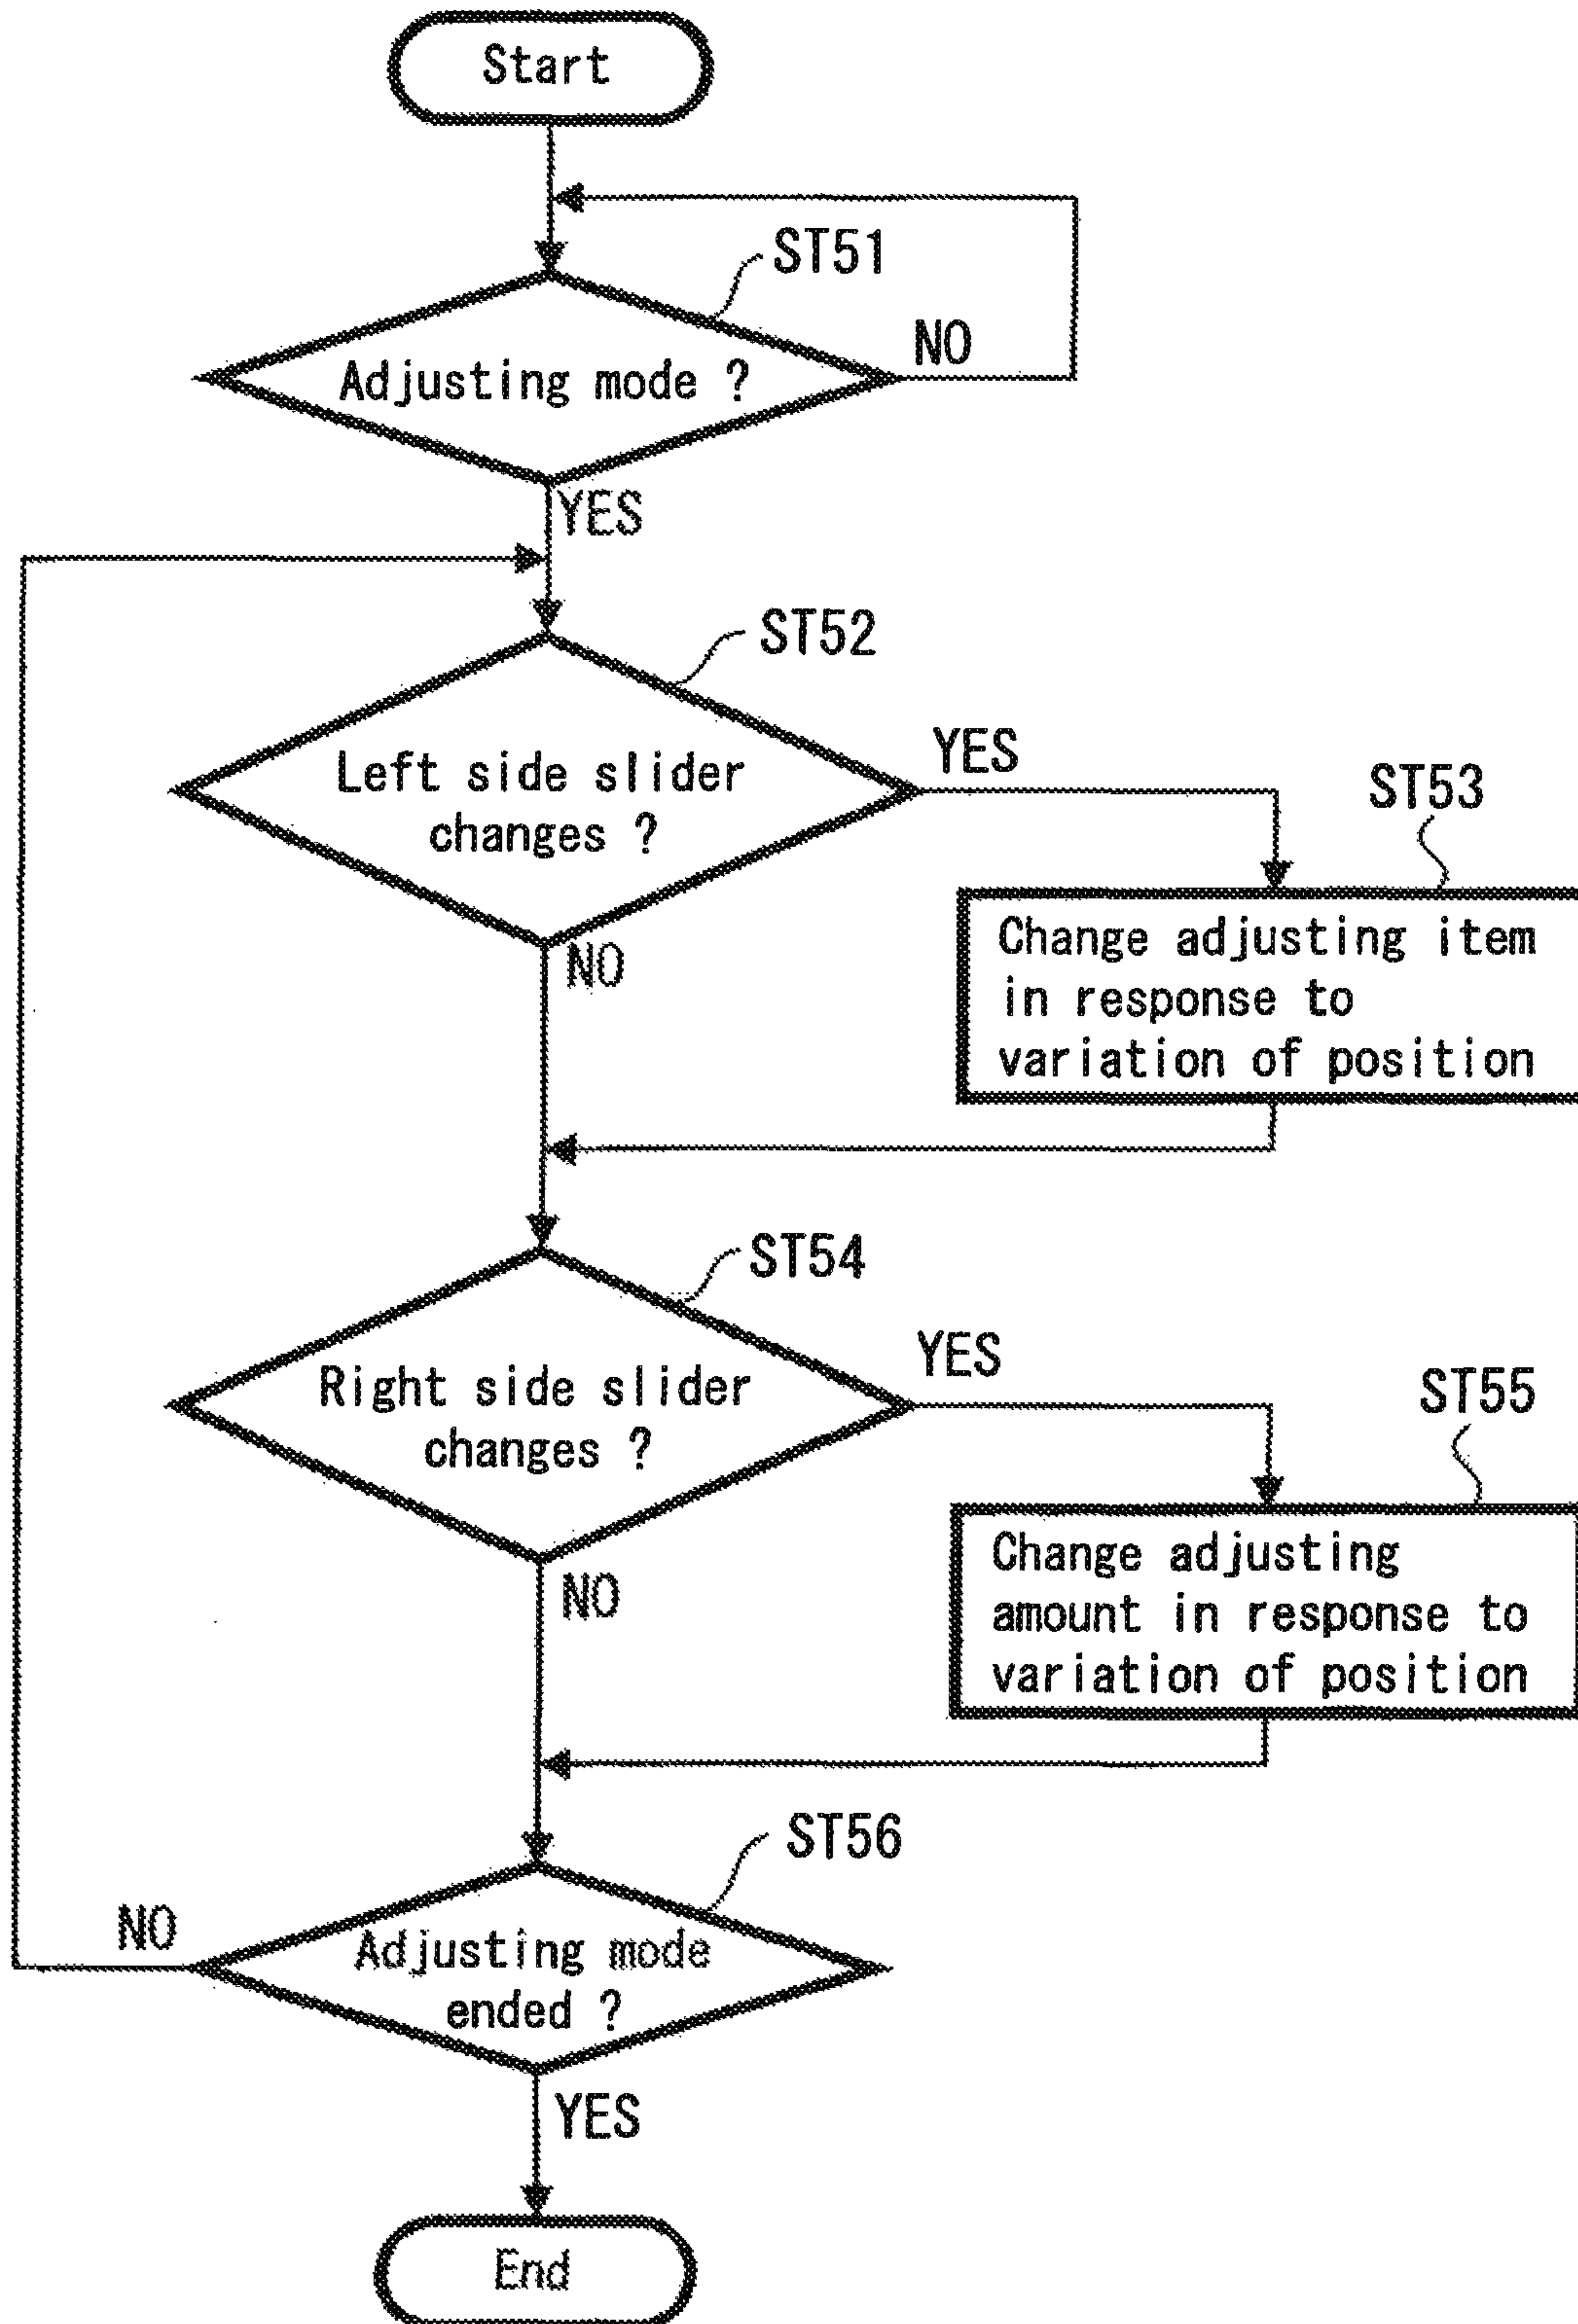 Start
ST51
Adjusting mode ?
NO
YES
ST52
Left side slider
changes ?
YES
NO
ST53
Change adjusting item
in response to
variation of position
ST54
Right side slider
changes ?
YES
NO
ST55
Change adjusting
amount in response to
variation of position
ST56
Adjusting mode
ended ?
NO
YES
End